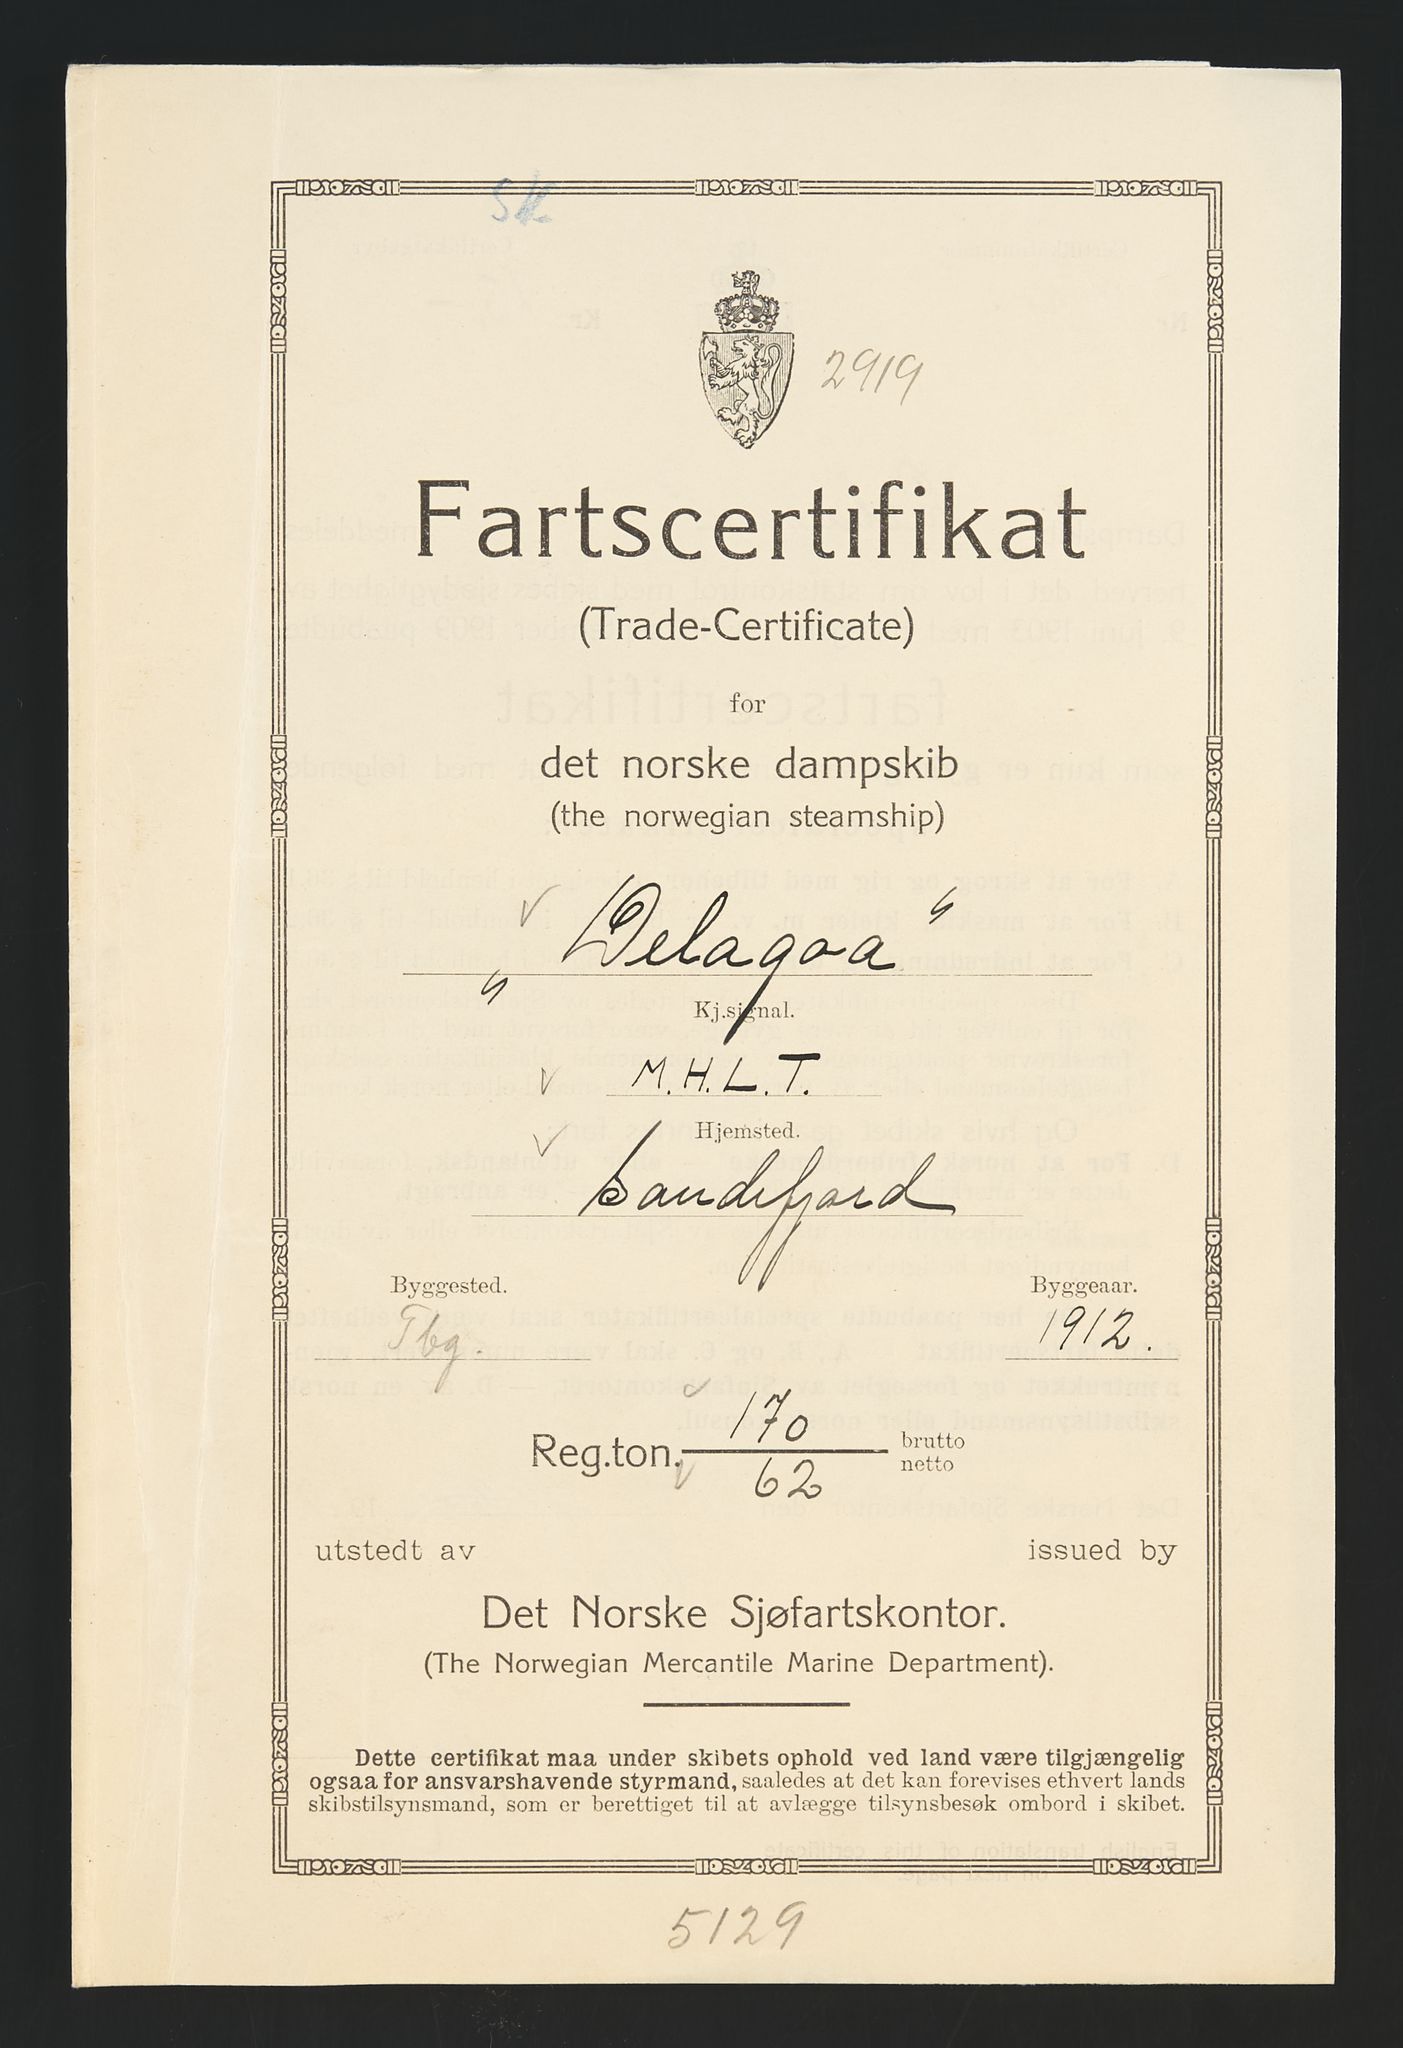 2919
Fartscertifikat
(Trade-Certificate)
for
det norske dampskib
(the norwegian steamship)
"Delagoa"
Kj.signal.
M.H.L.T.
Hjemsted.
Sandefjord
Byggested. Byggeaar.
Tbg. 1912.
170
Reg.ton. brutto
netto
62
utstedt av issued by
Det Norske Sjøfartskontor.
(The Norwegian Mercantile Marine Department).
Dette certifikat maa under skibets ophold ved land være tilgjængelig
ogsaa for ansvarshavende styrmand, saaledes at det kan forevises ethvert lands
skibstilsynsmand, som er berettiget til at avlægge tilsynsbesøk ombord i skibet.
5129